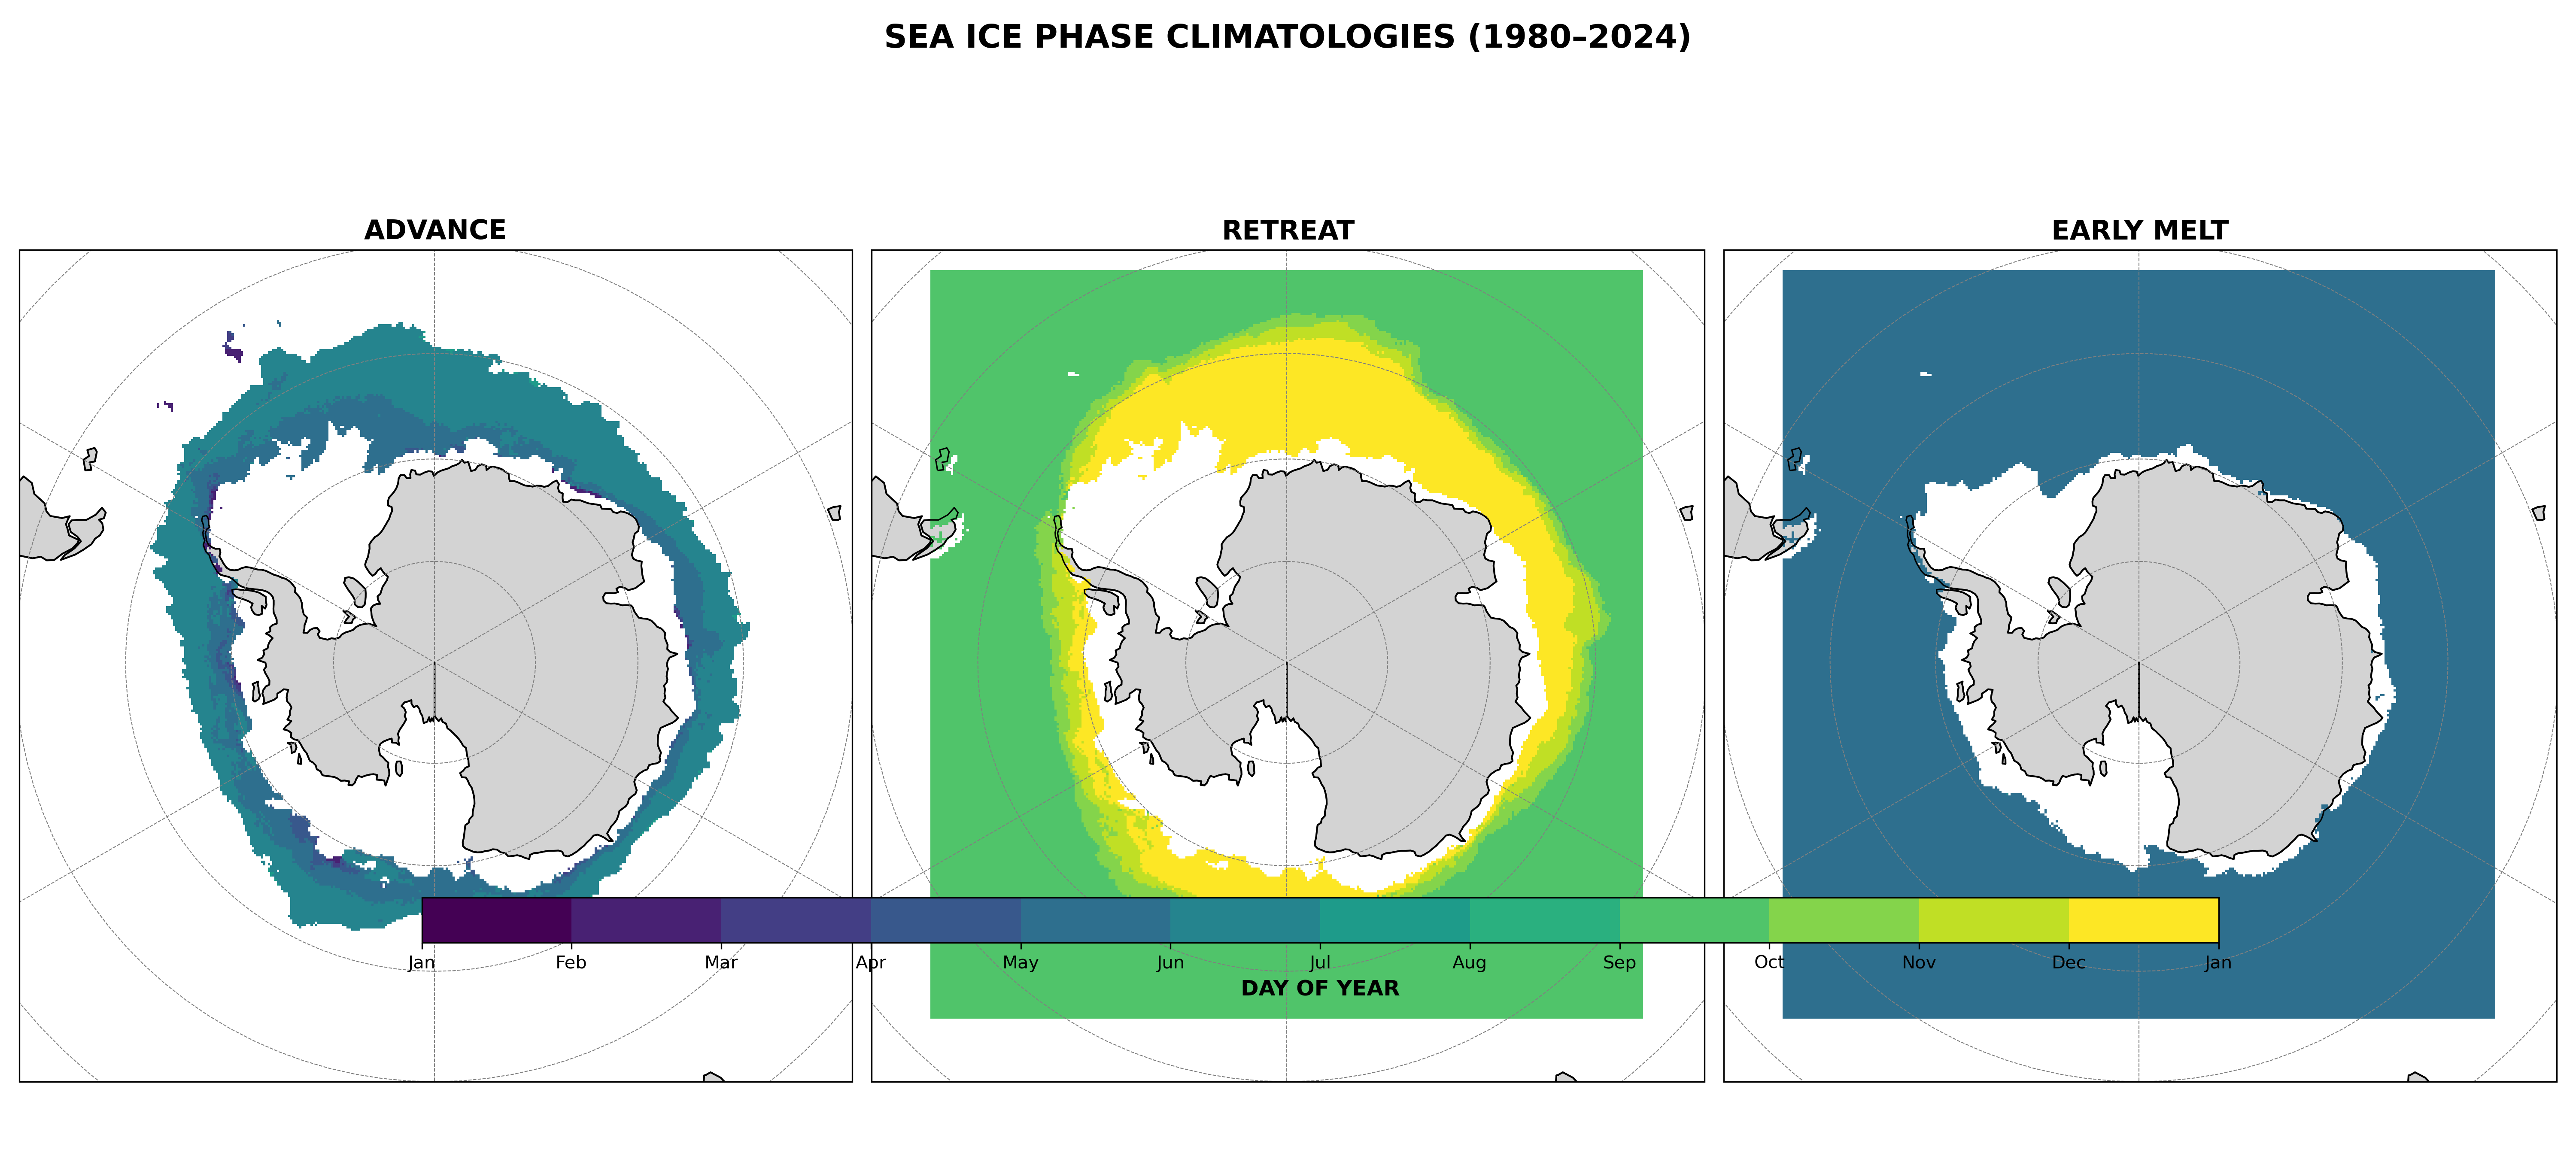 SEA ICE PHASE CLIMATOLOGIES (1980–2024)
ADVANCE
RETREAT
EARLY MELT
Jan
Feb
Mar
Apr
May
Jun
Jul
Aug
Sep
Oct
Nov
Dec
Jan
DAY OF YEAR